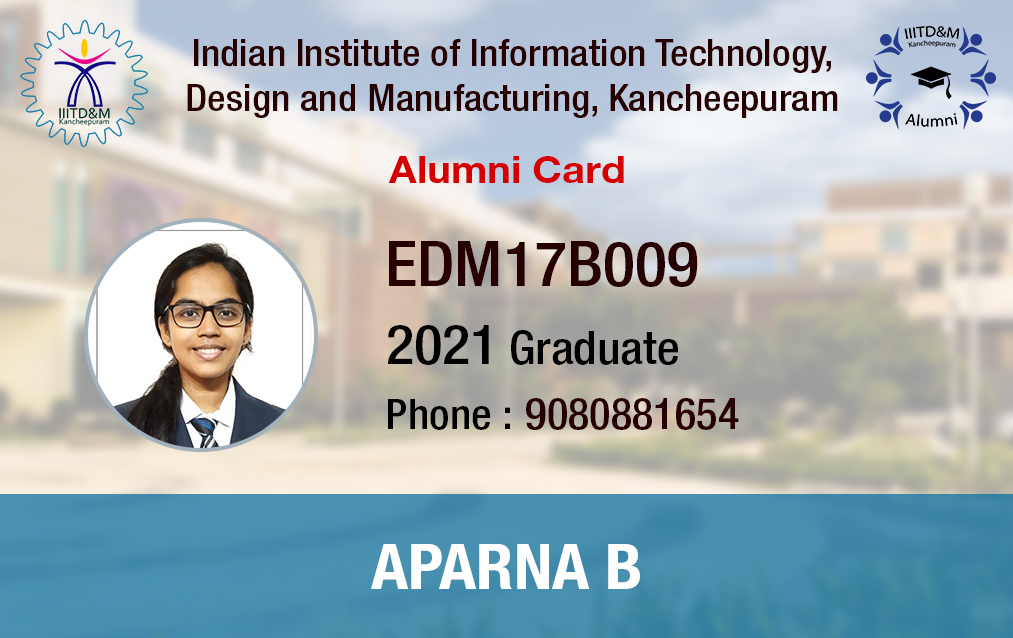 IIITD&M
Kancheepuram
Indian Institute of Information Technology,
Design and Manufacturing, Kancheepuram
IIITD&M
Kancheepuram
Alumni
Alumni Card
EDM17B009
2021 Graduate
Phone : 9080881654
APARNA B